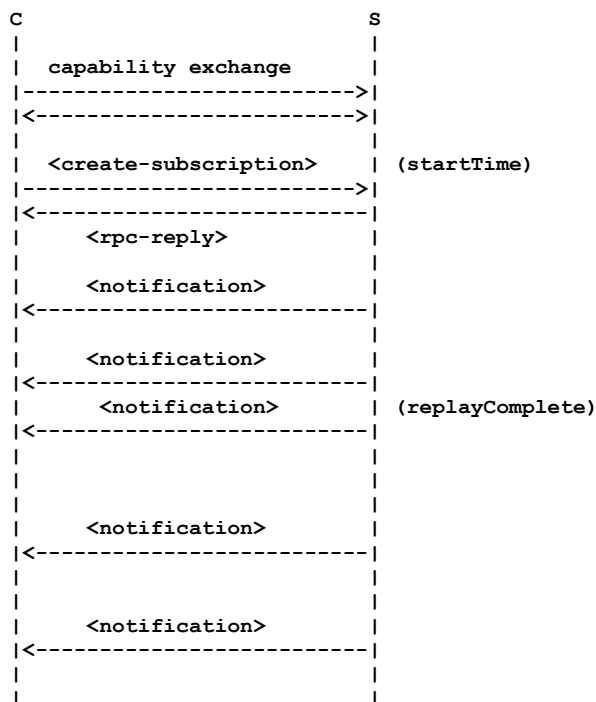 C S
| |
| capability exchange |
|-------------------------->|
|<------------------------->|
| |
| <create-subscription> | (startTime)
|-------------------------->|
|<--------------------------|
| <rpc-reply> |
| |
| <notification> |
|<--------------------------|
| |
| <notification> |
|<--------------------------|
| <notification> | (replayComplete)
|<--------------------------|
| |
| |
| |
| <notification> |
|<--------------------------|
| |
| |
| <notification> |
|<--------------------------|
| |
| |